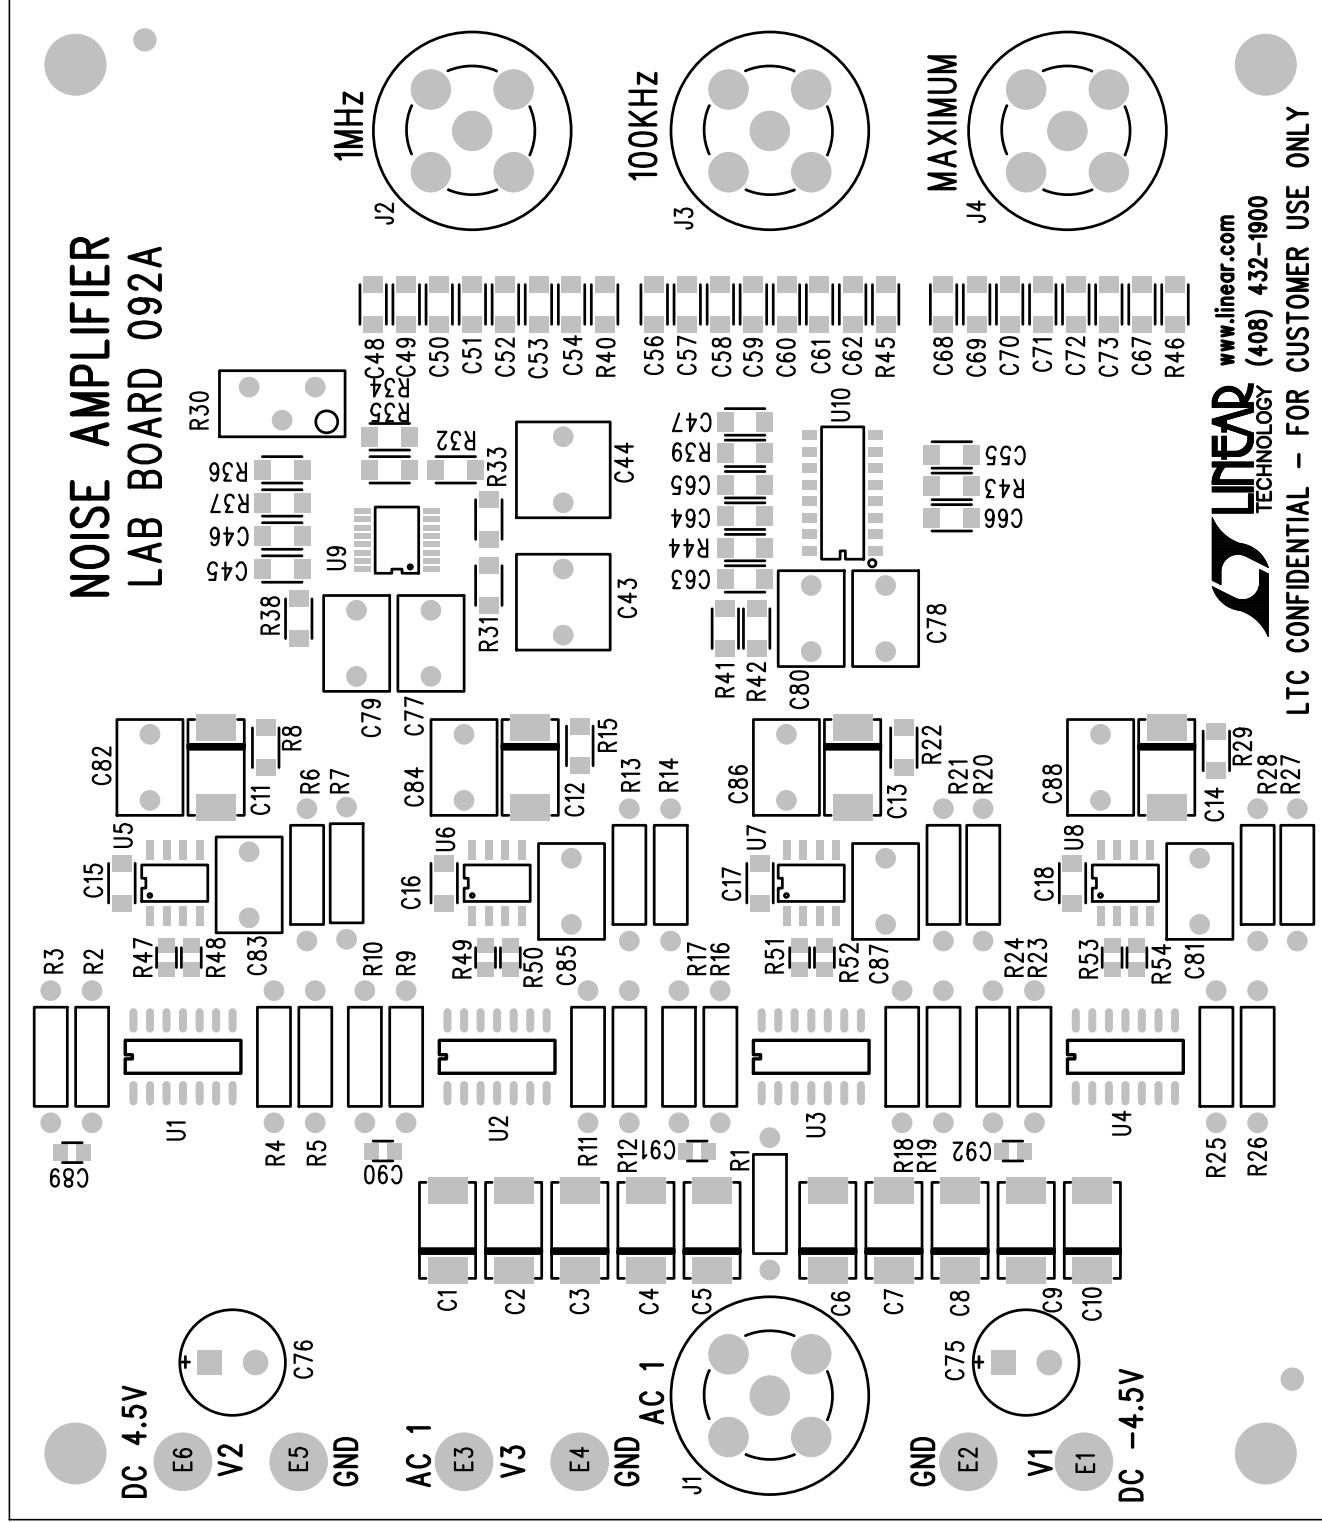 NOISE AMPLIFIER
LAB BOARD 092A
1MHz
J2
100KHz
J3
MAXIMUM
J4
www.linear.com
(408) 432-1900
LINEAR
TECHNOLOGY
LTC CONFIDENTIAL - FOR CUSTOMER USE ONLY
C48
C49
C50
C51
C52
C53
C54
R40
C56
C57
C58
C59
C60
C61
C62
R45
C68
C69
C70
C71
C72
C73
C67
R46
R30
R34
R35
R32
R33
R36
R37
C46
C45
R38
U9
R31
C44
C43
C79
C77
C47
R39
C65
C64
R44
C63
U10
R41
R42
C80
C78
C55
R43
C66
C82
C11
R8
R6
R7
C84
C12
R15
R13
R14
C86
C13
R22
R21
R20
C88
C14
R29
R28
R27
C15
U5
C83
C16
U6
C85
C17
U7
C87
C18
U8
C81
R47
R48
R49
R50
R51
R52
R53
R54
R3
R2
R10
R9
R17
R16
R24
R23
U1
R4
R5
U2
R11
R12
U3
R18
R19
U4
R25
R26
C89
C90
C91
C92
R1
C1
C2
C3
C4
C5
C6
C7
C8
C9
C10
+
C76
+
C75
DC 4.5V
E6
V2
E5
GND
AC 1
E3
V3
E4
GND
AC 1
J1
GND
E2
V1
E1
DC -4.5V